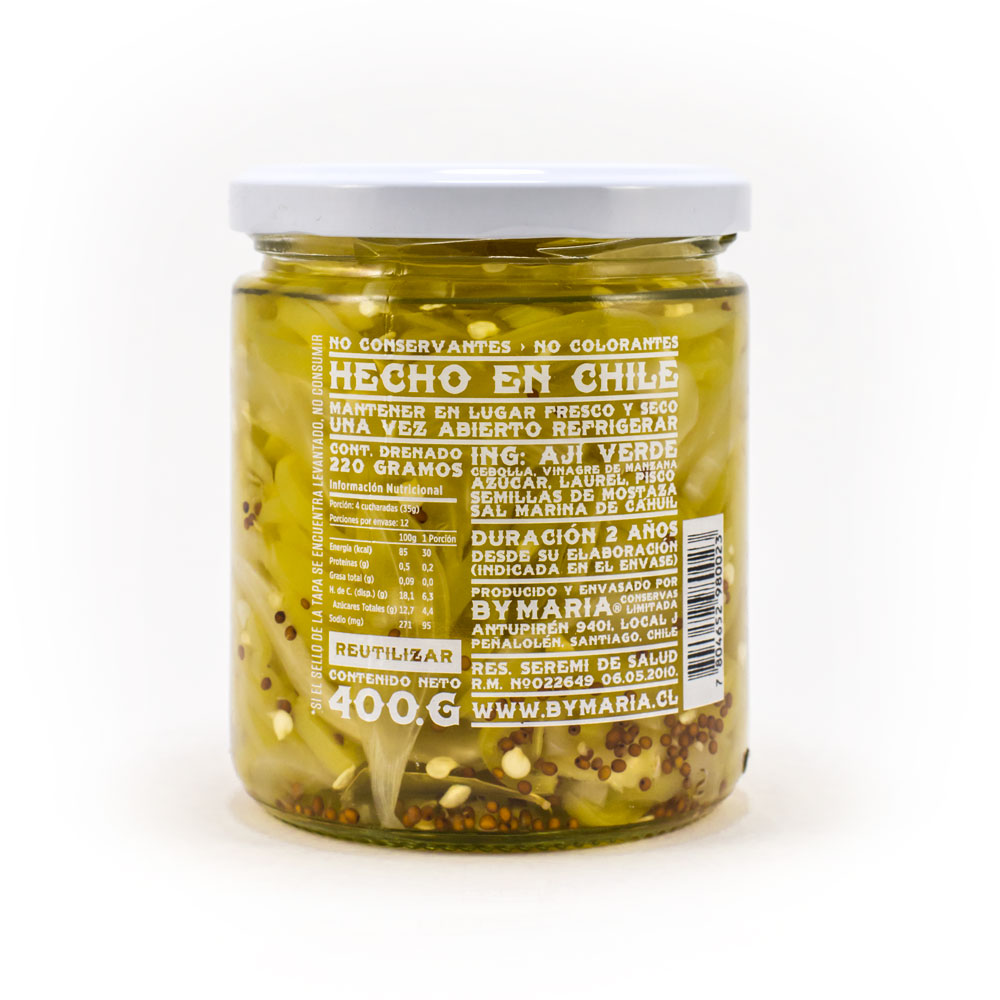 NO CONSERVANTES › NO COLORANTES
HECHO EN CHILE
MANTENER EN LUGAR FRESCO Y SECO
UNA VEZ ABIERTO REFRIGERAR
CONT. DRENADO
220 GRAMOS
Información Nutricional
Porción: 4 cucharadas (35g)
Porciones por envase: 12
100g 1 Porción
Energía (kcal) 85 30
Proteínas (g) 0,5 0,2
Grasa total (g) 0,09 0,0
H. de C. (disp.) (g) 18,1 6,3
Azúcares Totales (g) 12,7 4,4
Sodio (mg) 271 95
REUTILIZAR
CONTENIDO NETO
400.G
ING: AJÍ VERDE
CEBOLLA, VINAGRE DE MANZANA
AZÚCAR, LAUREL, PISCO
SEMILLAS DE MOSTAZA
SAL MARINA DE CAHUIL
DURACIÓN 2 AÑOS
DESDE SU ELABORACIÓN
(INDICADA EN EL ENVASE)
PRODUCIDO Y ENVASADO POR
BYMARIA® CONSERVAS LIMITADA
ANTUPIRÉN 9401, LOCAL J
PEÑALOLÉN, SANTIAGO, CHILE
RES. SEREMI DE SALUD
R.M. Nº022649 06.05.2010.
WWW.BYMARIA.CL
*SI EL SELLO DE LA TAPA SE ENCUENTRA LEVANTADO, NO CONSUMIR
7 804652 980023